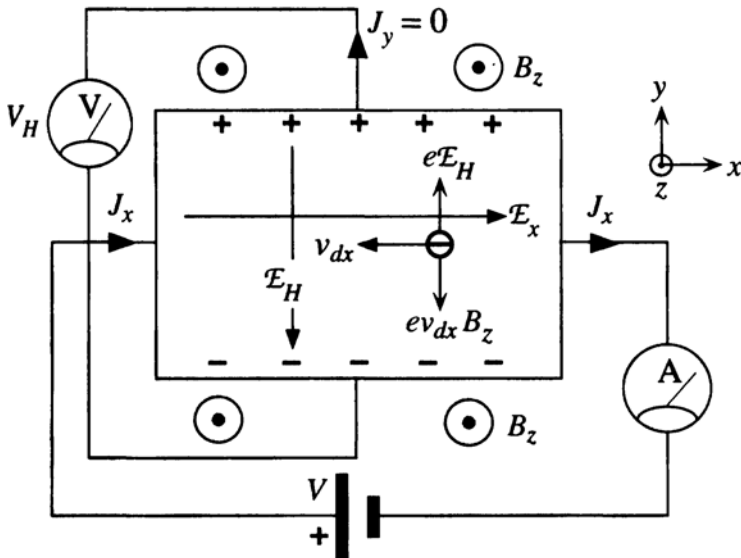 J_y = 0
B_z
V
V_H
+ + + + +
y
x
z
eℰ_H
J_x
ℰ_x
J_x
v_dx
ℰ_H
ev_dx B_z
− − − − −
A
B_z
V
+